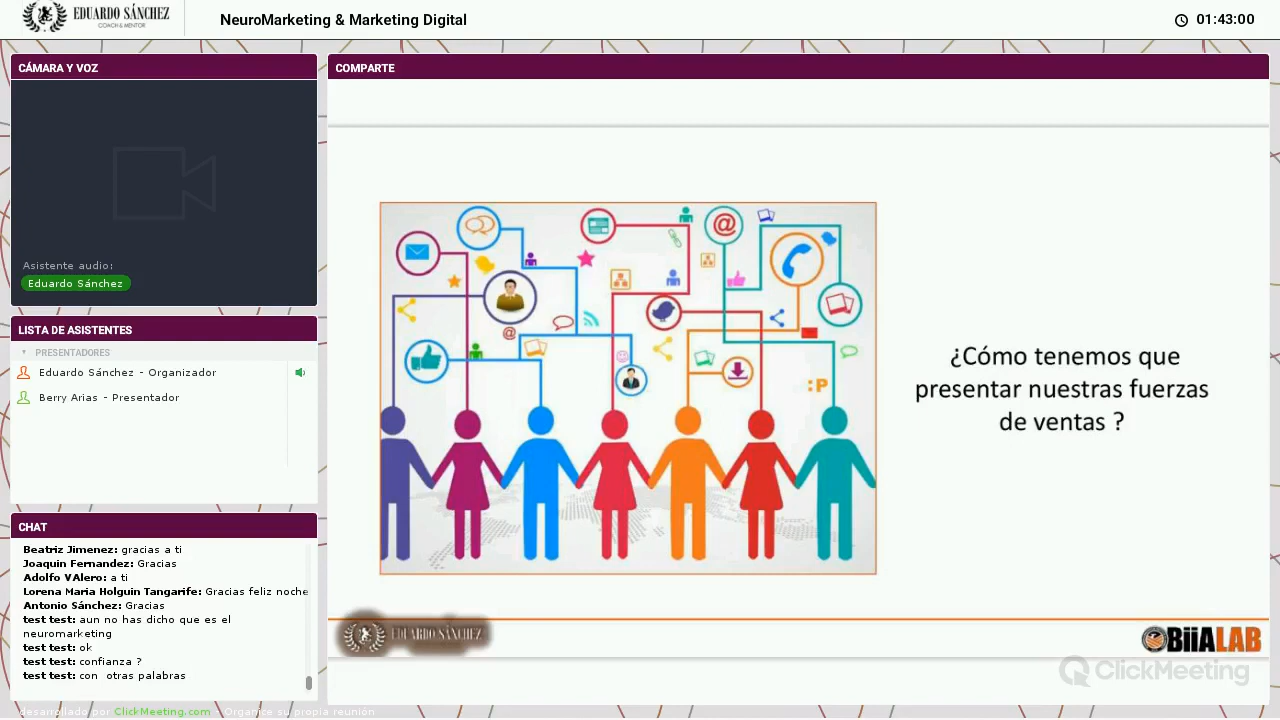 EDUARDO SÁNCHEZ
COACH & MENTOR
NeuroMarketing & Marketing Digital
01:43:00
CÁMARA Y VOZ
COMPARTE
Asistente audio:
Eduardo Sánchez
LISTA DE ASISTENTES
PRESENTADORES
Eduardo Sánchez - Organizador
Berry Arias - Presentador
CHAT
Beatriz Jimenez: gracias a ti
Joaquin Fernandez: Gracias
Adolfo VAlero: a ti
Lorena Maria Holguin Tangarife: Gracias feliz noche
Antonio Sánchez: Gracias
test test: aun no has dicho que es el
neuromarketing
test test: ok
test test: confianza ?
test test: con otras palabras
@
@
:P
¿Cómo tenemos que
presentar nuestras fuerzas
de ventas ?
EDUARDO SÁNCHEZ
BiiALAB
ClickMeeting
desarrollado por ClickMeeting.com - Organice su propia reunión